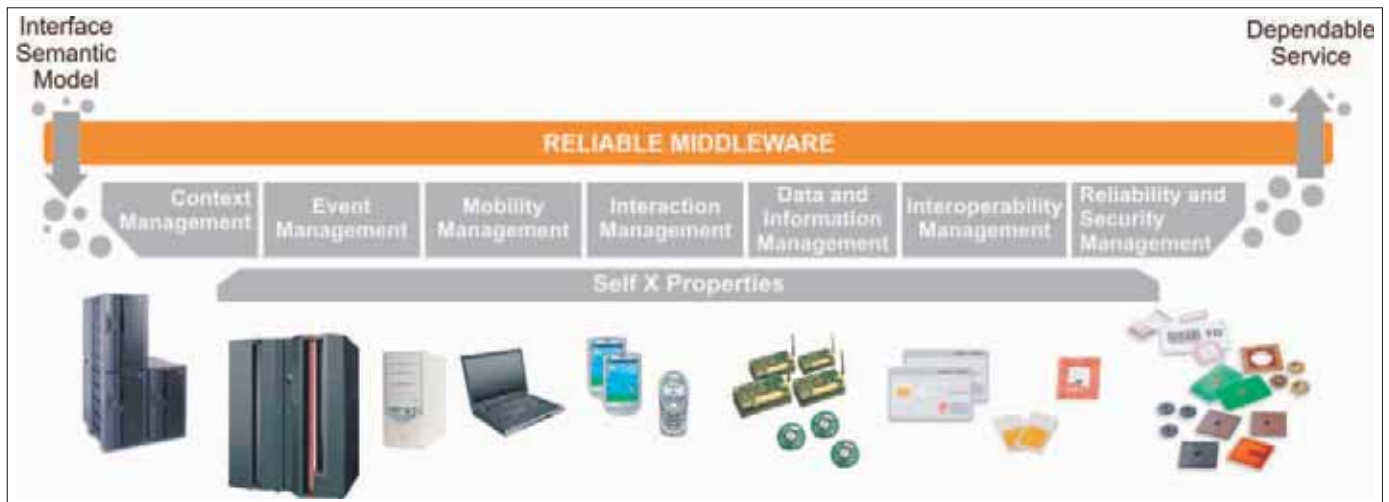 Interface
Semantic
Model
Dependable
Service
RELIABLE MIDDLEWARE
Context
Management
Event
Management
Mobility
Management
Interaction
Management
Data and
Information
Management
Interoperability
Management
Reliability and
Security
Management
Self X Properties